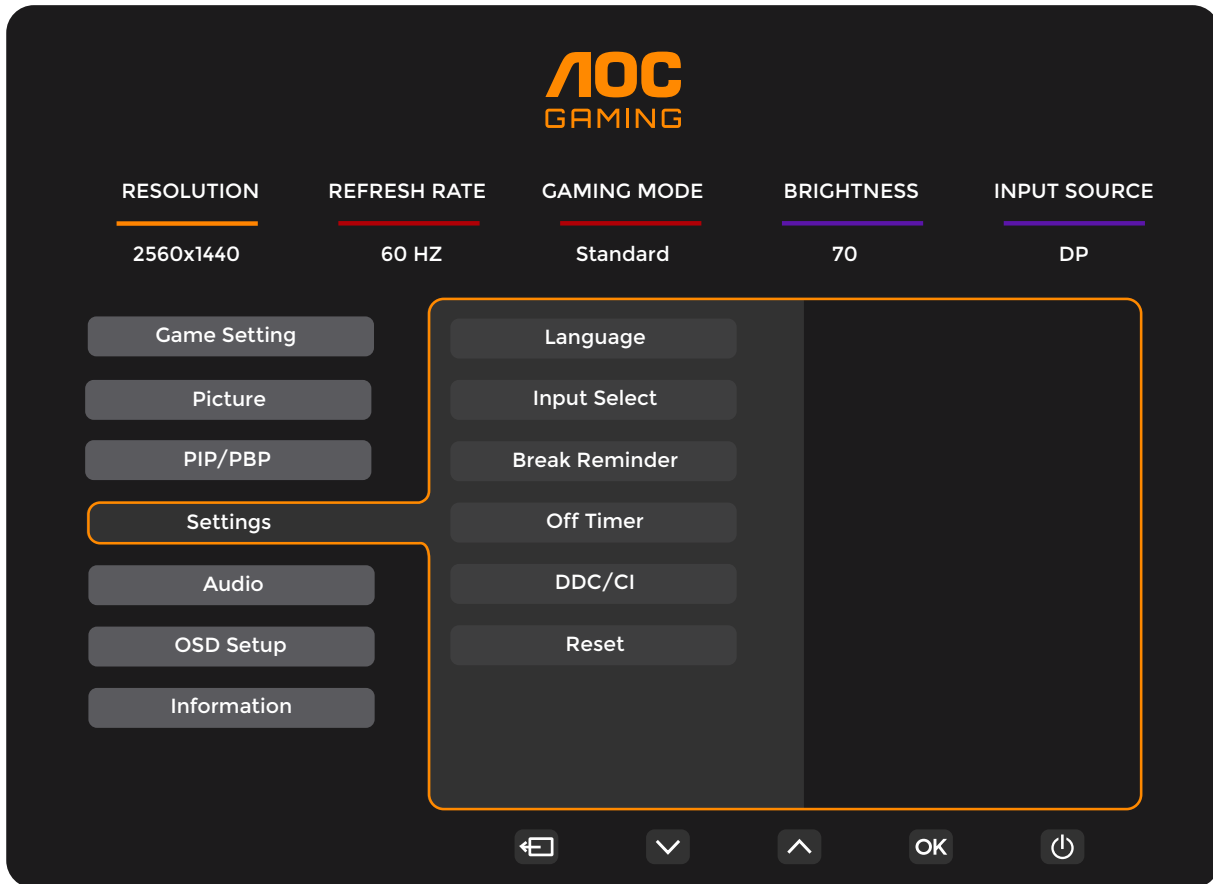 AOC
GAMING
RESOLUTION REFRESH RATE GAMING MODE BRIGHTNESS INPUT SOURCE
2560x1440 60 HZ Standard 70 DP
Game Setting Language
Picture Input Select
PIP/PBP Break Reminder
Settings Off Timer
Audio DDC/CI
OSD Setup Reset
Information
OK